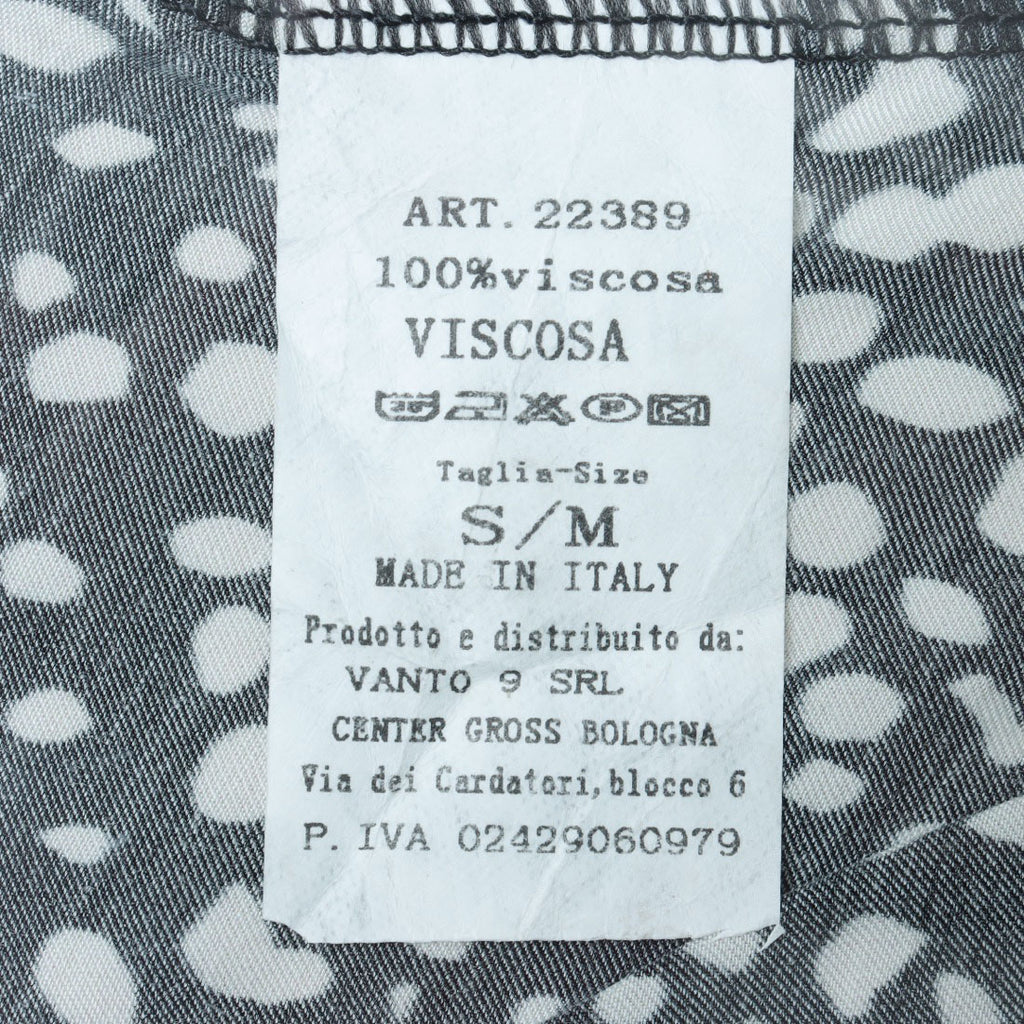 ART. 22389
100%viscosa
VISCOSA
Taglia-Size
S/M
MADE IN ITALY
Prodotto e distribuito da:
VANTO 9 SRL
CENTER GROSS BOLOGNA
Via dei Cardatori, blocco 6
P. IVA 02429060979